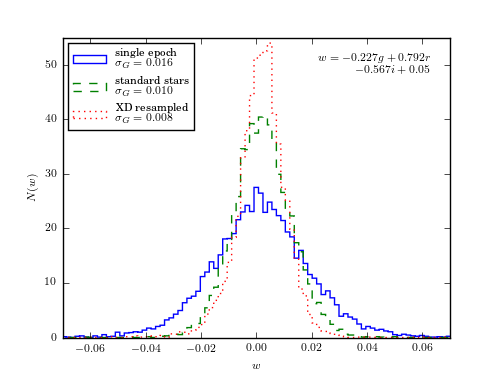 single epoch
σG = 0.016
standard stars
σG = 0.010
XD resampled
σG = 0.008
w = −0.227g + 0.792r
−0.567i + 0.05
N(w)
50
40
30
20
10
0
−0.06 −0.04 −0.02 0.00 0.02 0.04 0.06
w